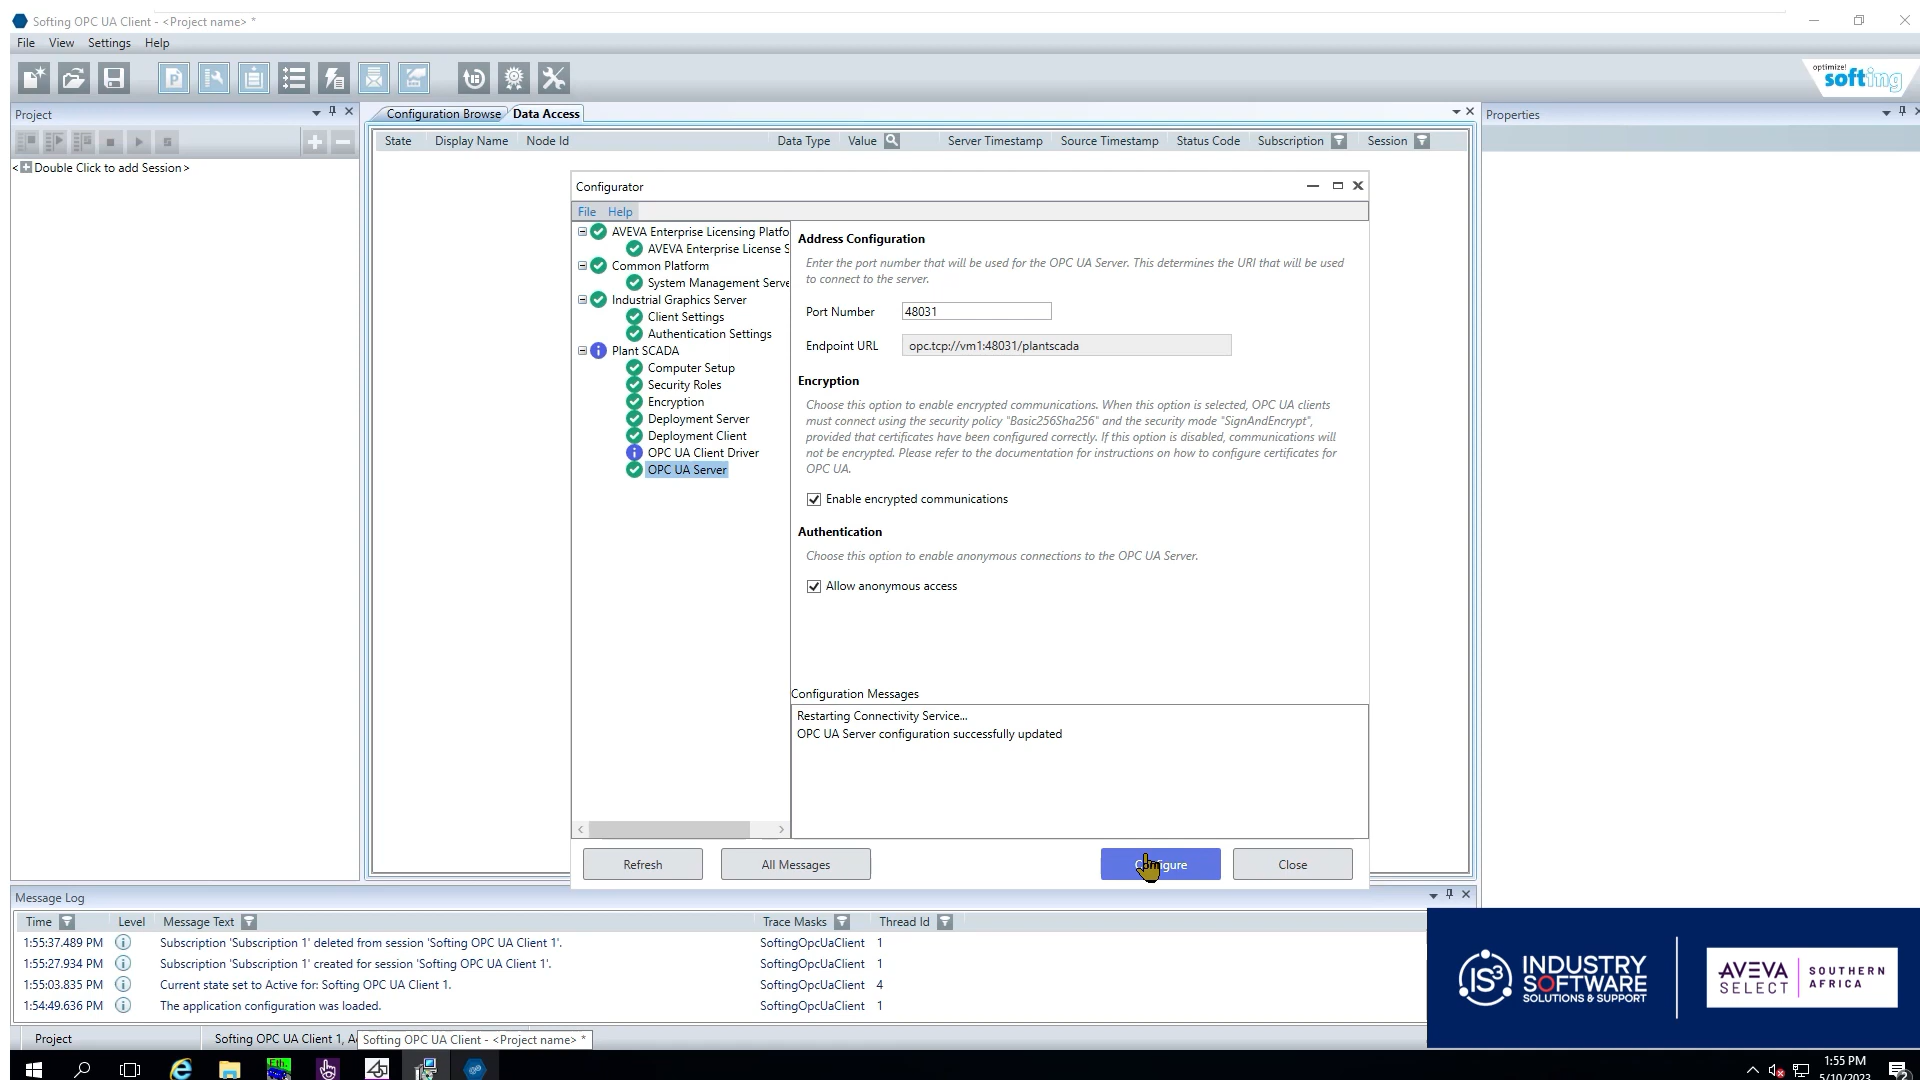 Softing OPC UA Client - <Project name> *
File View Settings Help
optimize!
softing
Project
Configuration Browse Data Access
Properties
State Display Name Node Id Data Type Value Server Timestamp Source Timestamp Status Code Subscription Session
< Double Click to add Session>
Configurator
File Help
AVEVA Enterprise Licensing Platfo
AVEVA Enterprise License S
Common Platform
System Management Serve
Industrial Graphics Server
Client Settings
Authentication Settings
Plant SCADA
Computer Setup
Security Roles
Encryption
Deployment Server
Deployment Client
OPC UA Client Driver
OPC UA Server
Address Configuration
Enter the port number that will be used for the OPC UA Server. This determines the URI that will be used
to connect to the server.
Port Number 48031
Endpoint URL opc.tcp://vm1:48031/plantscada
Encryption
Choose this option to enable encrypted communications. When this option is selected, OPC UA clients
must connect using the security policy "Basic256Sha256" and the security mode "SignAndEncrypt",
provided that certificates have been configured correctly. If this option is disabled, communications will
not be encrypted. Please refer to the documentation for instructions on how to configure certificates for
OPC UA.
Enable encrypted communications
Authentication
Choose this option to enable anonymous connections to the OPC UA Server.
Allow anonymous access
Configuration Messages
Restarting Connectivity Service...
OPC UA Server configuration successfully updated
Refresh All Messages Configure Close
Message Log
Time Level Message Text Trace Masks Thread Id
1:55:37.489 PM Subscription 'Subscription 1' deleted from session 'Softing OPC UA Client 1'. SoftingOpcUaClient 1
1:55:27.934 PM Subscription 'Subscription 1' created for session 'Softing OPC UA Client 1'. SoftingOpcUaClient 1
1:55:03.835 PM Current state set to Active for: Softing OPC UA Client 1. SoftingOpcUaClient 4
1:54:49.636 PM The application configuration was loaded. SoftingOpcUaClient 1
IS3 INDUSTRY
SOFTWARE
SOLUTIONS & SUPPORT
AVEVA
SELECT
SOUTHERN
AFRICA
Project Softing OPC UA Client 1, A Softing OPC UA Client - <Project name> *
Eth.
1:55 PM
5/10/2023
2